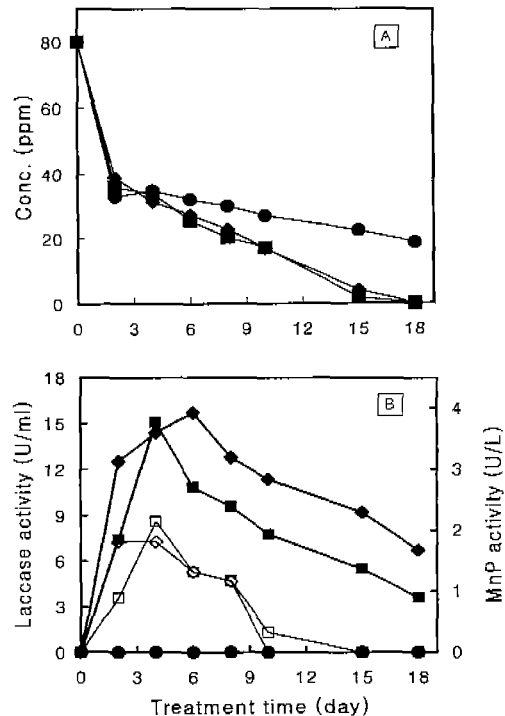 A
80
60
40
20
0
Conc. (ppm)
0 3 6 9 12 15 18
B
18
15
12
9
6
3
0
Laccase activity (U/ml)
4
3
2
1
0
MnP activity (U/L)
0 3 6 9 12 15 18
Treatment time (day)